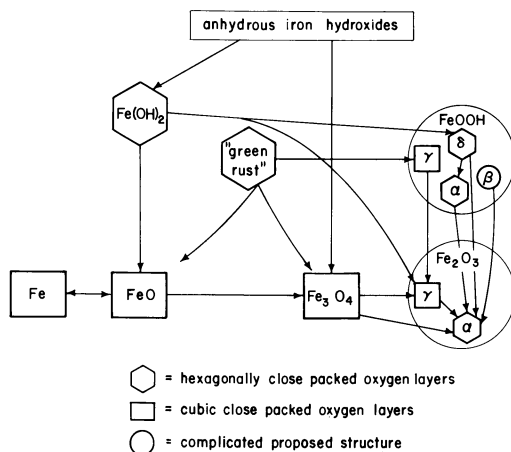 anhydrous iron hydroxides
Fe(OH)₂
FeOOH
δ
"green
rust"
γ
α
β
Fe₂O₃
Fe
FeO
Fe₃O₄
γ
α
= hexagonally close packed oxygen layers
= cubic close packed oxygen layers
= complicated proposed structure